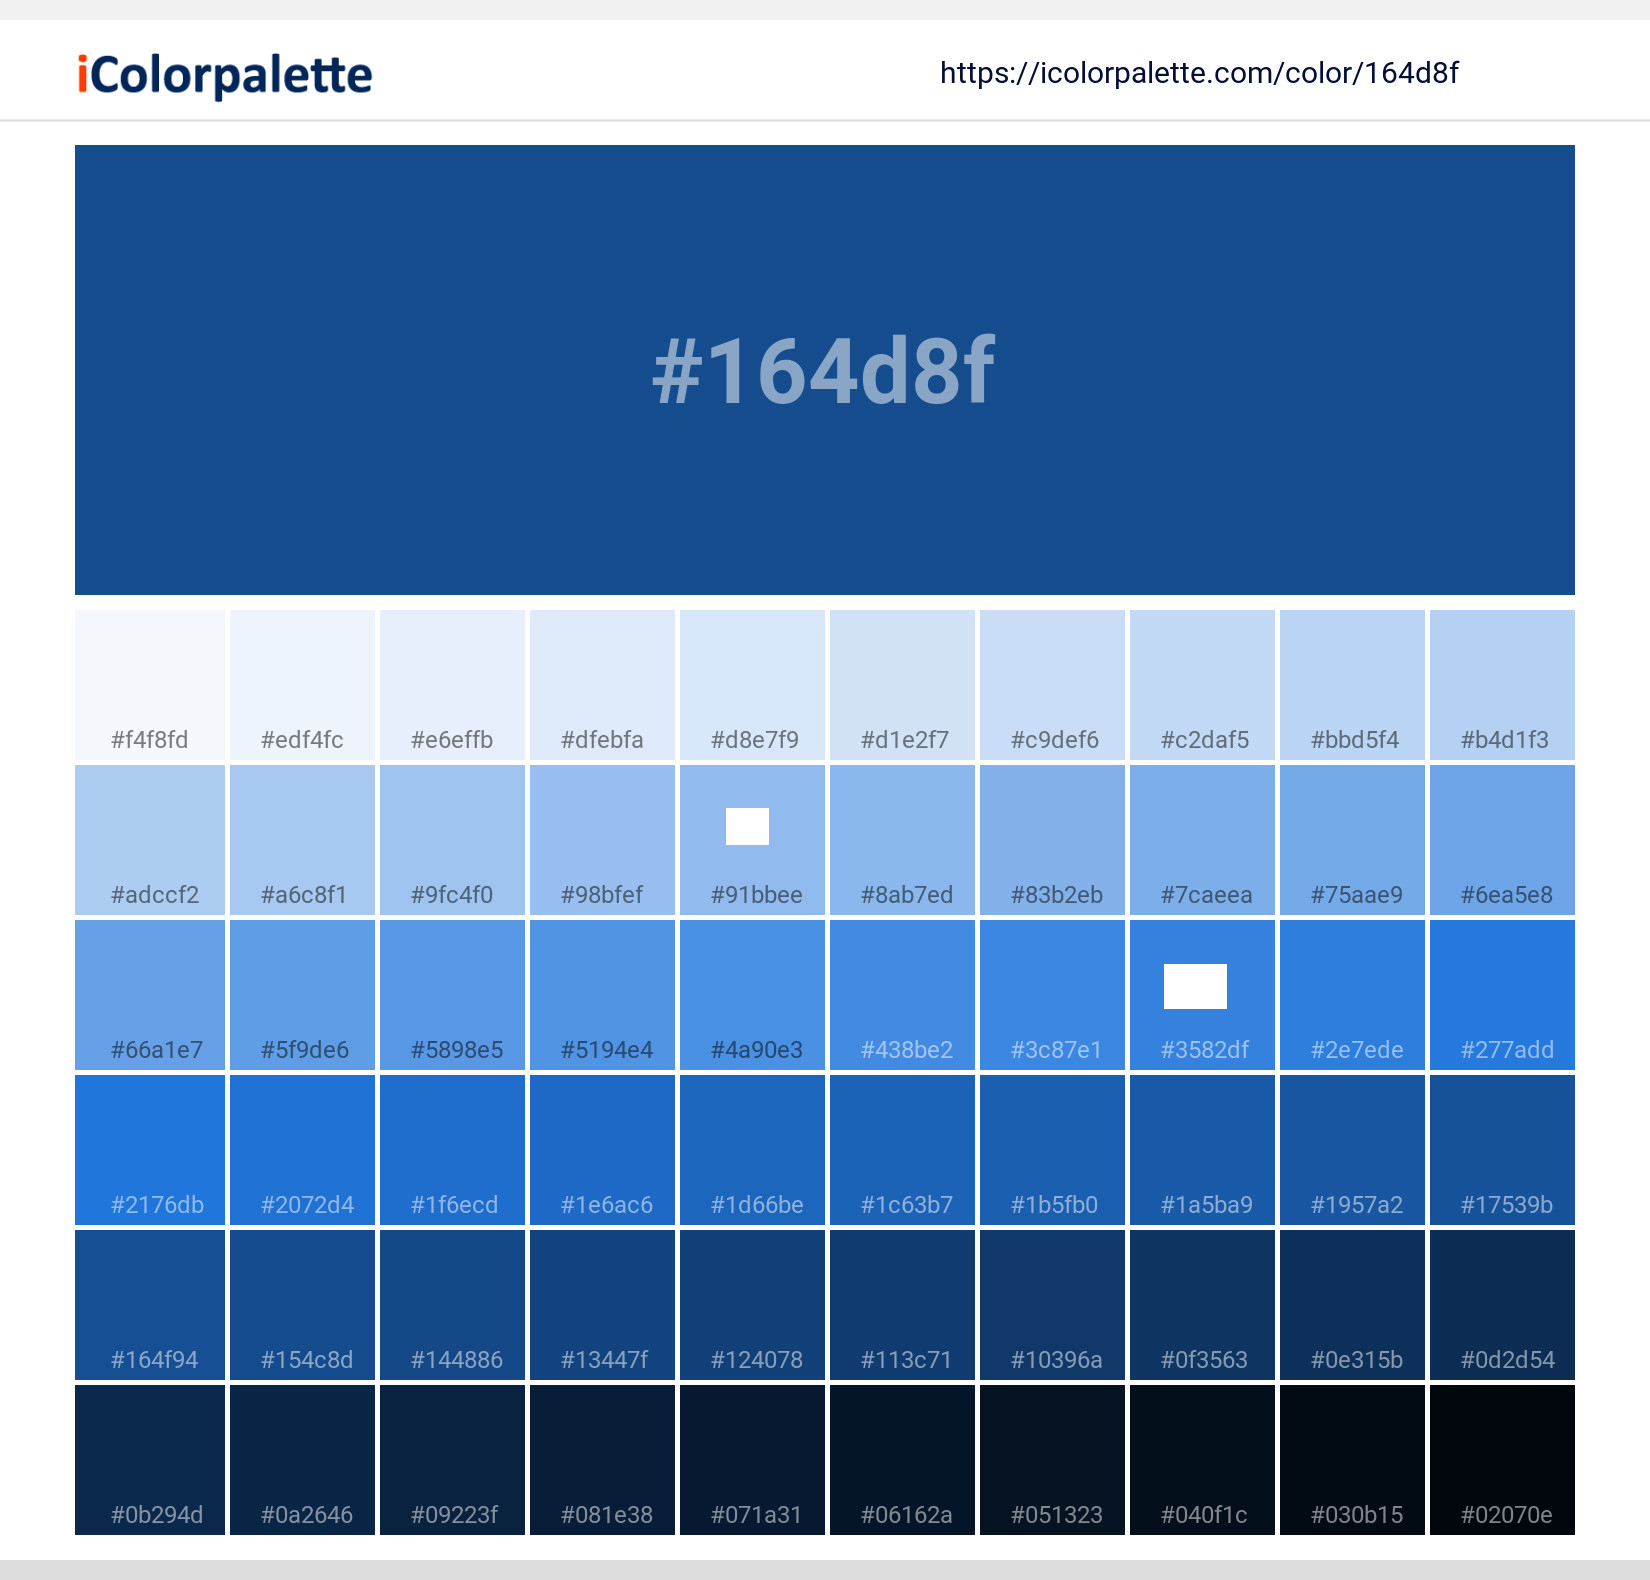 iColorpalette https://icolorpalette.com/color/164d8f
#164d8f
#f4f8fd #edf4fc #e6effb #dfebfa #d8e7f9 #d1e2f7 #c9def6 #c2daf5 #bbd5f4 #b4d1f3
#adccf2 #a6c8f1 #9fc4f0 #98bfef #91bbee #8ab7ed #83b2eb #7caeea #75aae9 #6ea5e8
#66a1e7 #5f9de6 #5898e5 #5194e4 #4a90e3 #438be2 #3c87e1 #3582df #2e7ede #277add
#2176db #2072d4 #1f6ecd #1e6ac6 #1d66be #1c63b7 #1b5fb0 #1a5ba9 #1957a2 #17539b
#164f94 #154c8d #144886 #13447f #124078 #113c71 #10396a #0f3563 #0e315b #0d2d54
#0b294d #0a2646 #09223f #081e38 #071a31 #06162a #051323 #040f1c #030b15 #02070e